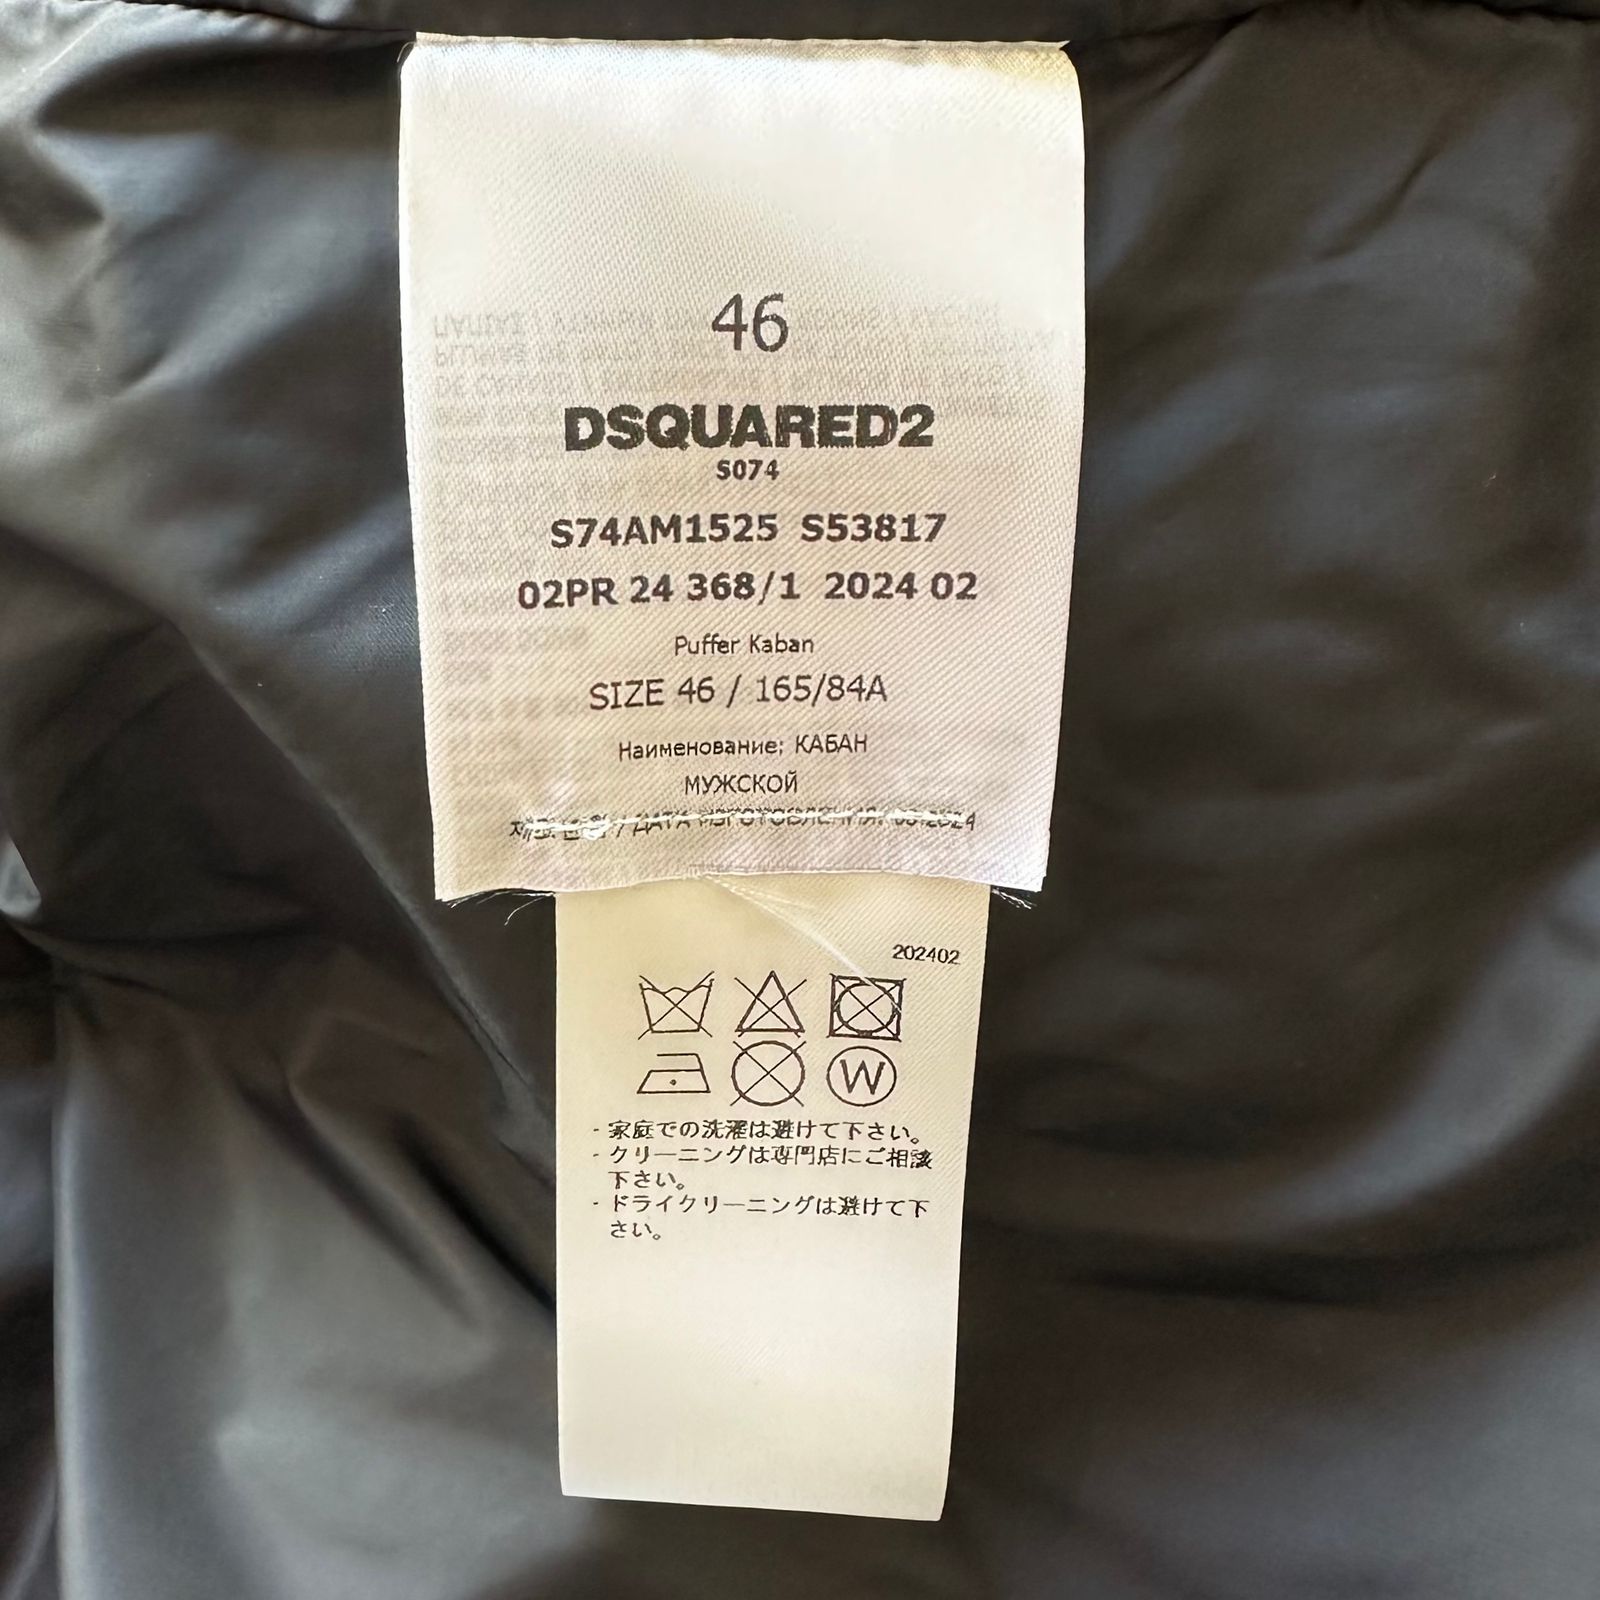 46
DSQUARED2
S074
S74AM1525 S53817
02PR 24 368/1 2024 02
Puffer Kaban
SIZE 46 / 165/84A
Наименование: КАБАН
МУЖСКОЙ
/ ДАТА ИЗГОТОВЛЕНИЯ:
202402
W
- 家庭での洗濯は避けて下さい。
- クリーニングは専門店にご相談
下さい。
- ドライクリーニングは避けて下
さい。